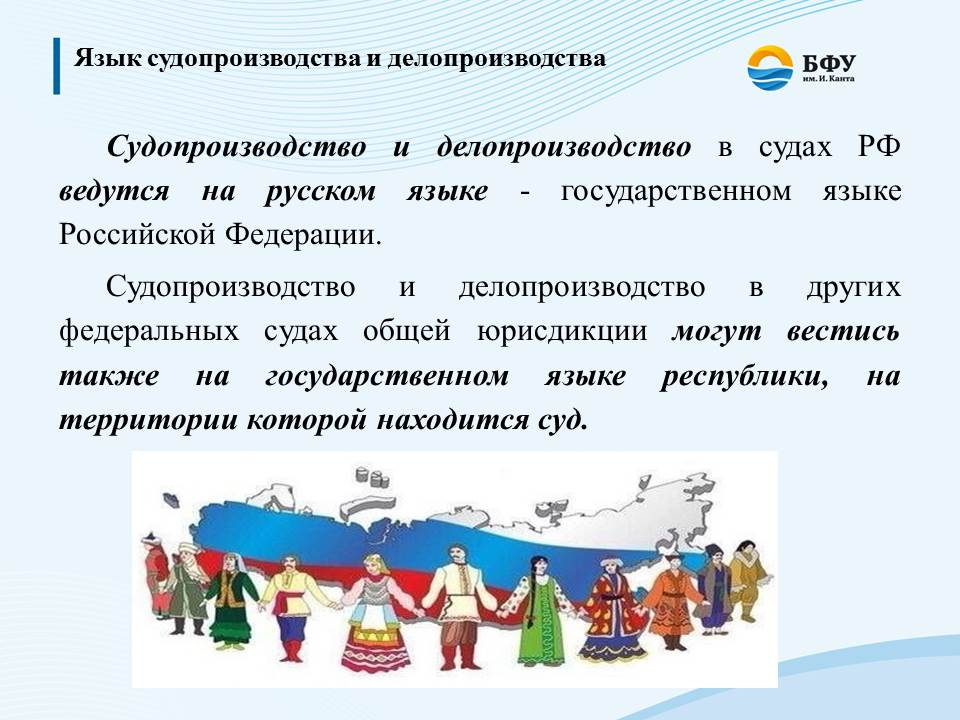 Язык судопроизводства и делопроизводства
БФУ
им. И. Канта
Судопроизводство и делопроизводство в судах РФ
ведутся на русском языке - государственном языке
Российской Федерации.
Судопроизводство и делопроизводство в других
федеральных судах общей юрисдикции могут вестись
также на государственном языке республики, на
территории которой находится суд.